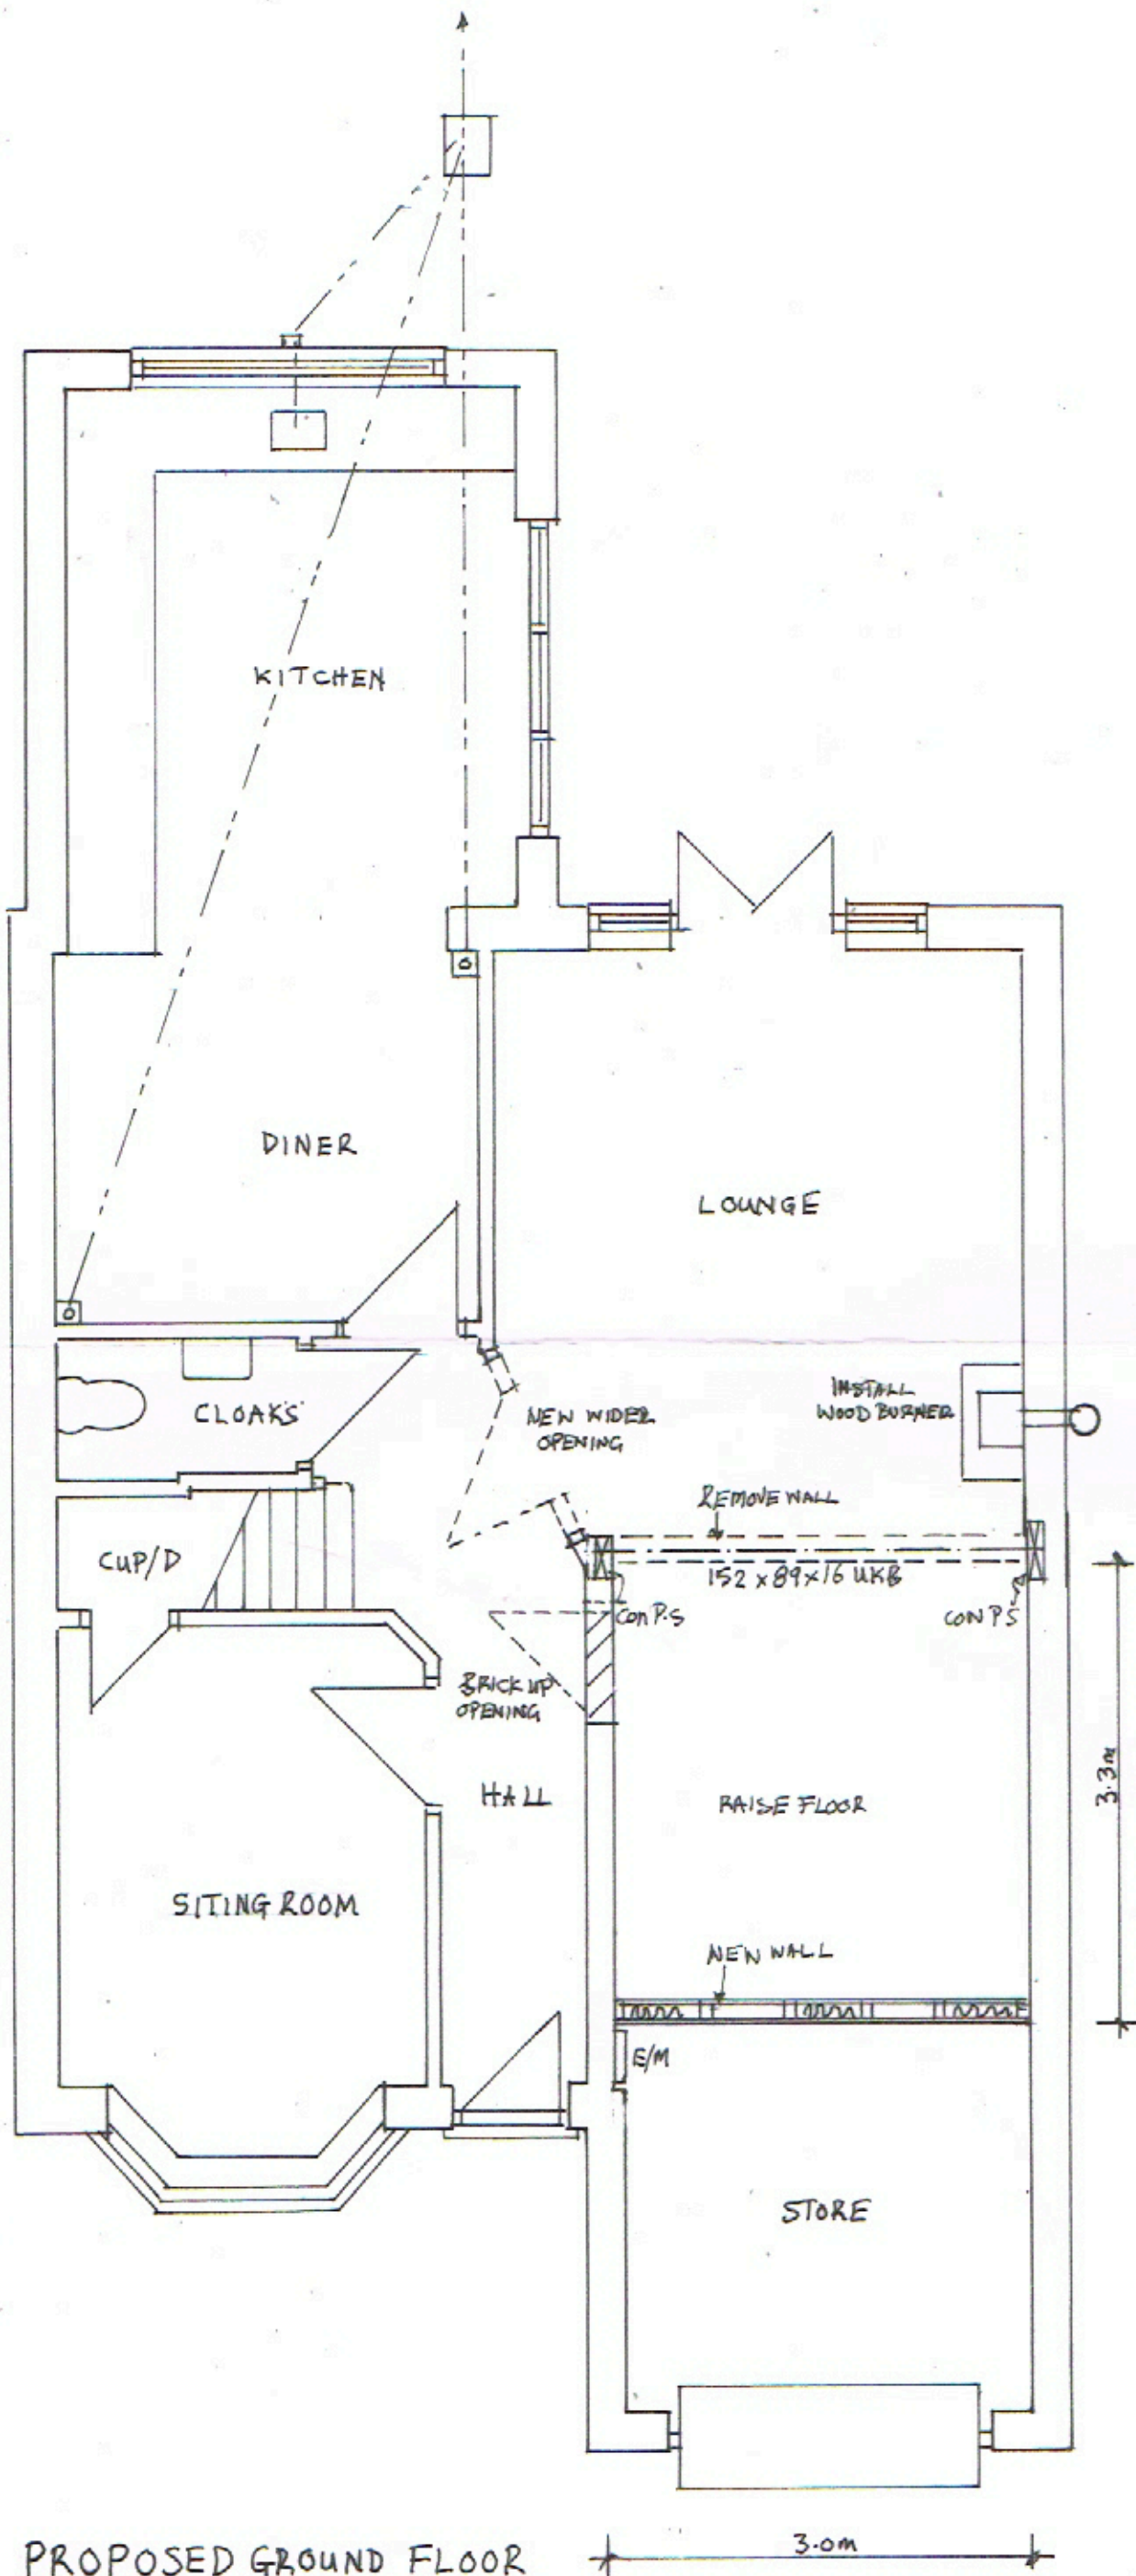 KITCHEN
DINER
LOUNGE
CLOAKS
NEW WIDER
OPENING
INSTALL
WOOD BURNER
REMOVE WALL
CUP/D
152 x 89 x 16 UKB
CON P.S
CON P S
BRICK UP
OPENING
HALL
RAISE FLOOR
3.3m
SITING ROOM
NEW WALL
E/M
STORE
3.0m
PROPOSED GROUND FLOOR